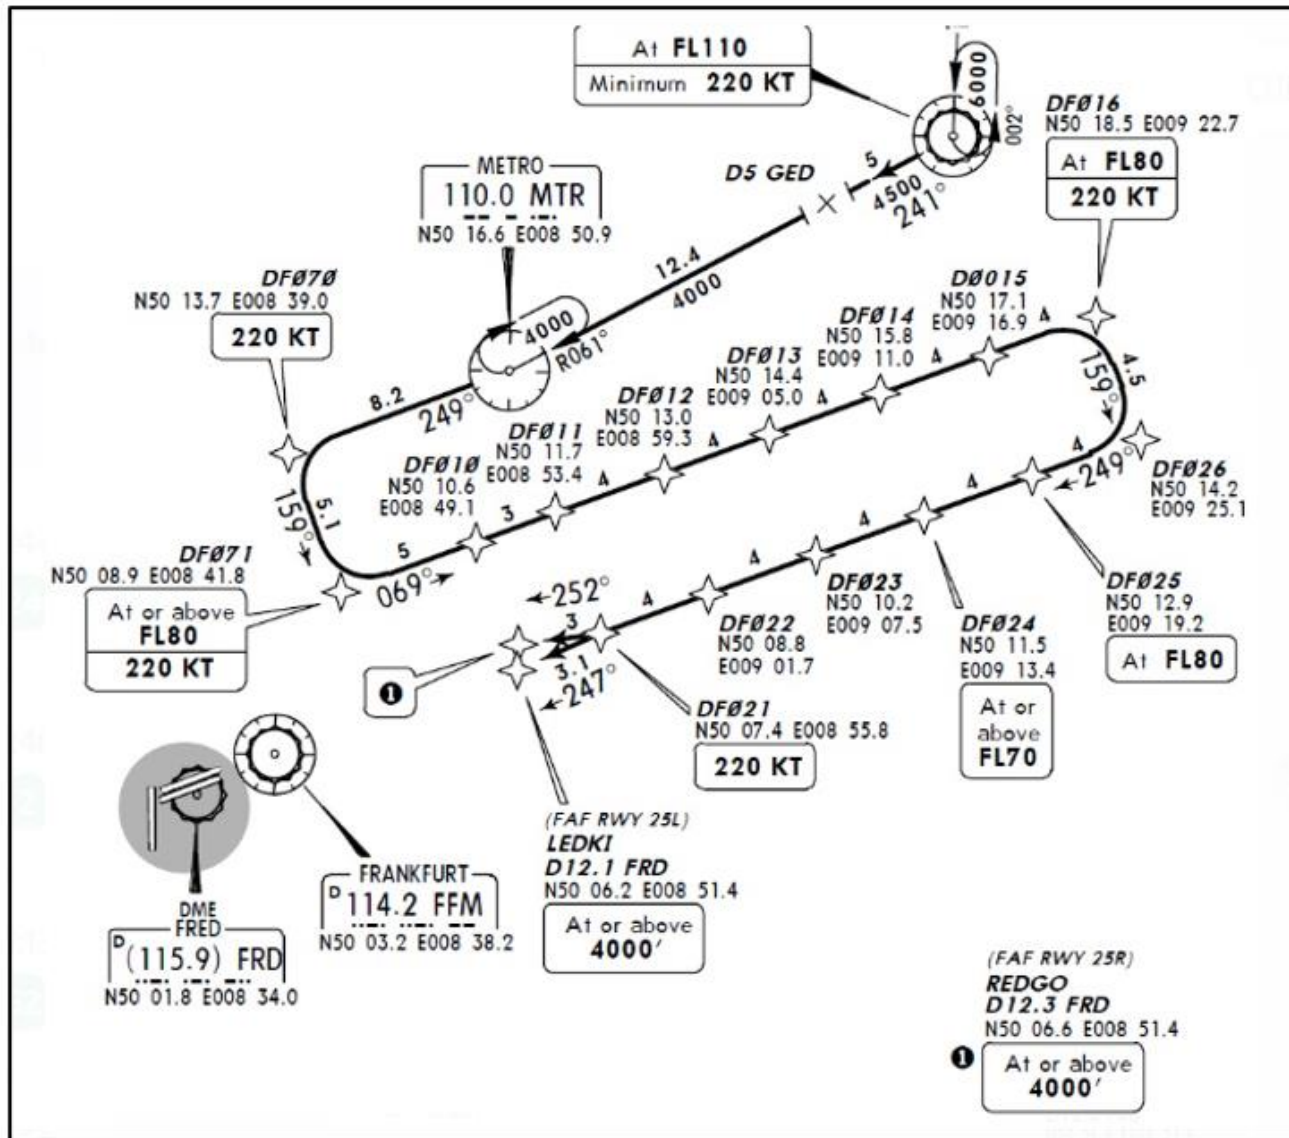 At FL110
Minimum 220 KT
6000
002°
DFØ16
N50 18.5 E009 22.7
At FL80
220 KT
D5 GED
5
4500
241°
METRO
110.0 MTR
N50 16.6 E008 50.9
12.4
4000
DFØ7Ø
N50 13.7 E008 39.0
220 KT
4000
R061°
8.2
249°
DØ015
N50 17.1
E009 16.9
4
DFØ14
N50 15.8
E009 11.0
4
DFØ13
N50 14.4
E009 05.0
4
DFØ12
N50 13.0
E008 59.3
4
DFØ11
N50 11.7
E008 53.4
4
DFØ1Ø
N50 10.6
E008 49.1
3
159°
4.5
4
249°
DFØ26
N50 14.2
E009 25.1
159°
5.1
5
069°
DFØ71
N50 08.9 E008 41.8
At or above
FL80
220 KT
4
DFØ25
N50 12.9
E009 19.2
At FL80
4
DFØ24
N50 11.5
E009 13.4
At or
above
FL70
4
DFØ23
N50 10.2
E009 07.5
4
DFØ22
N50 08.8
E009 01.7
252°
3
3.1
247°
DFØ21
N50 07.4 E008 55.8
220 KT
1
(FAF RWY 25L)
LEDKI
D12.1 FRD
N50 06.2 E008 51.4
At or above
4000'
FRANKFURT
D 114.2 FFM
N50 03.2 E008 38.2
DME
FRED
D (115.9) FRD
N50 01.8 E008 34.0
(FAF RWY 25R)
REDGO
D12.3 FRD
N50 06.6 E008 51.4
1
At or above
4000'